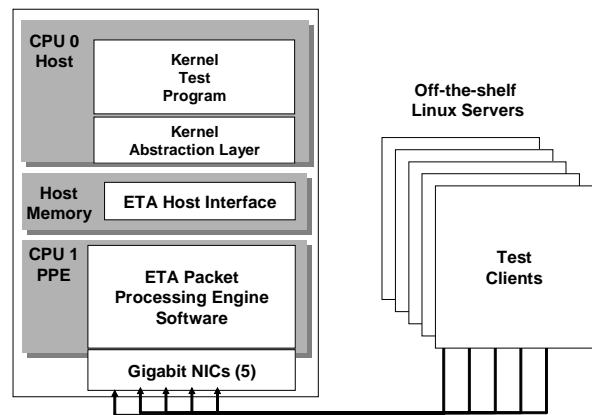 CPU 0
Host
Kernel
Test
Program
Kernel
Abstraction Layer
Host
Memory
ETA Host Interface
CPU 1
PPE
ETA Packet
Processing Engine
Software
Gigabit NICs (5)
Off-the-shelf
Linux Servers
Test
Clients